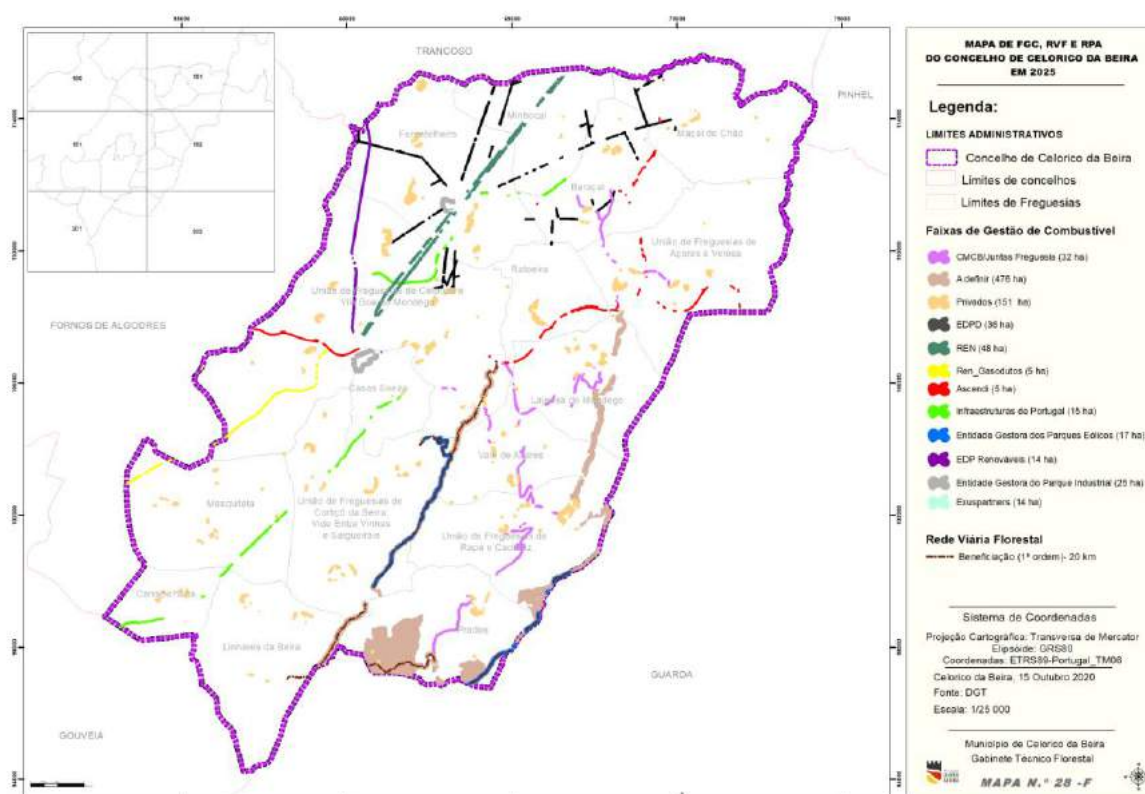 TRANCOSO
PINHEL
FORNOS DE ALGODRES
GUARDA
GOUVEIA
Minhocal
Maçal do Chão
Baraçal
União de Freguesias de
Açores e Velosa
Ratoeira
Casas Soeiro
Lajeosa do Mondego
Vale de Azares
Mesquitela
União de Freguesias de
Cortiçô da Beira,
Vide Entre Vinhas
e Salgueirais
União de Freguesias de
Linhares da Beira
Prados
MAPA DE FGC, RVF E RPA
DO CONCELHO DE CELORICO DA BEIRA
EM 2025
Legenda:
LIMITES ADMINISTRATIVOS
Concelho de Celorico da Beira
Limites de concelhos
Limites de Freguesias
Faixas de Gestão de Combustível
CMCB/Juntas Freguesia (32 ha)
A definir (476 ha)
Privados (151 ha)
EDPD (36 ha)
REN (48 ha)
Ren_Gasodutos (5 ha)
Ascendi (5 ha)
Infraestruturas de Portugal (15 ha)
Entidade Gestora dos Parques Eólicos (17 ha)
EDP Renováveis (14 ha)
Entidade Gestora do Parque Industrial (25 ha)
Exuspartners (14 ha)
Rede Viária Florestal
Beneficiação (1ª ordem)- 20 km
Sistema de Coordenadas
Projeção Cartográfica: Transversa de Mercator
Elipsóide: GRS80
Coordenadas: ETRS89-Portugal_TM06
Celorico da Beira, 15 Outubro 2020
Fonte: DGT
Escala: 1/25 000
Município de Celorico da Beira
Gabinete Técnico Florestal
MAPA N.º 28 -F